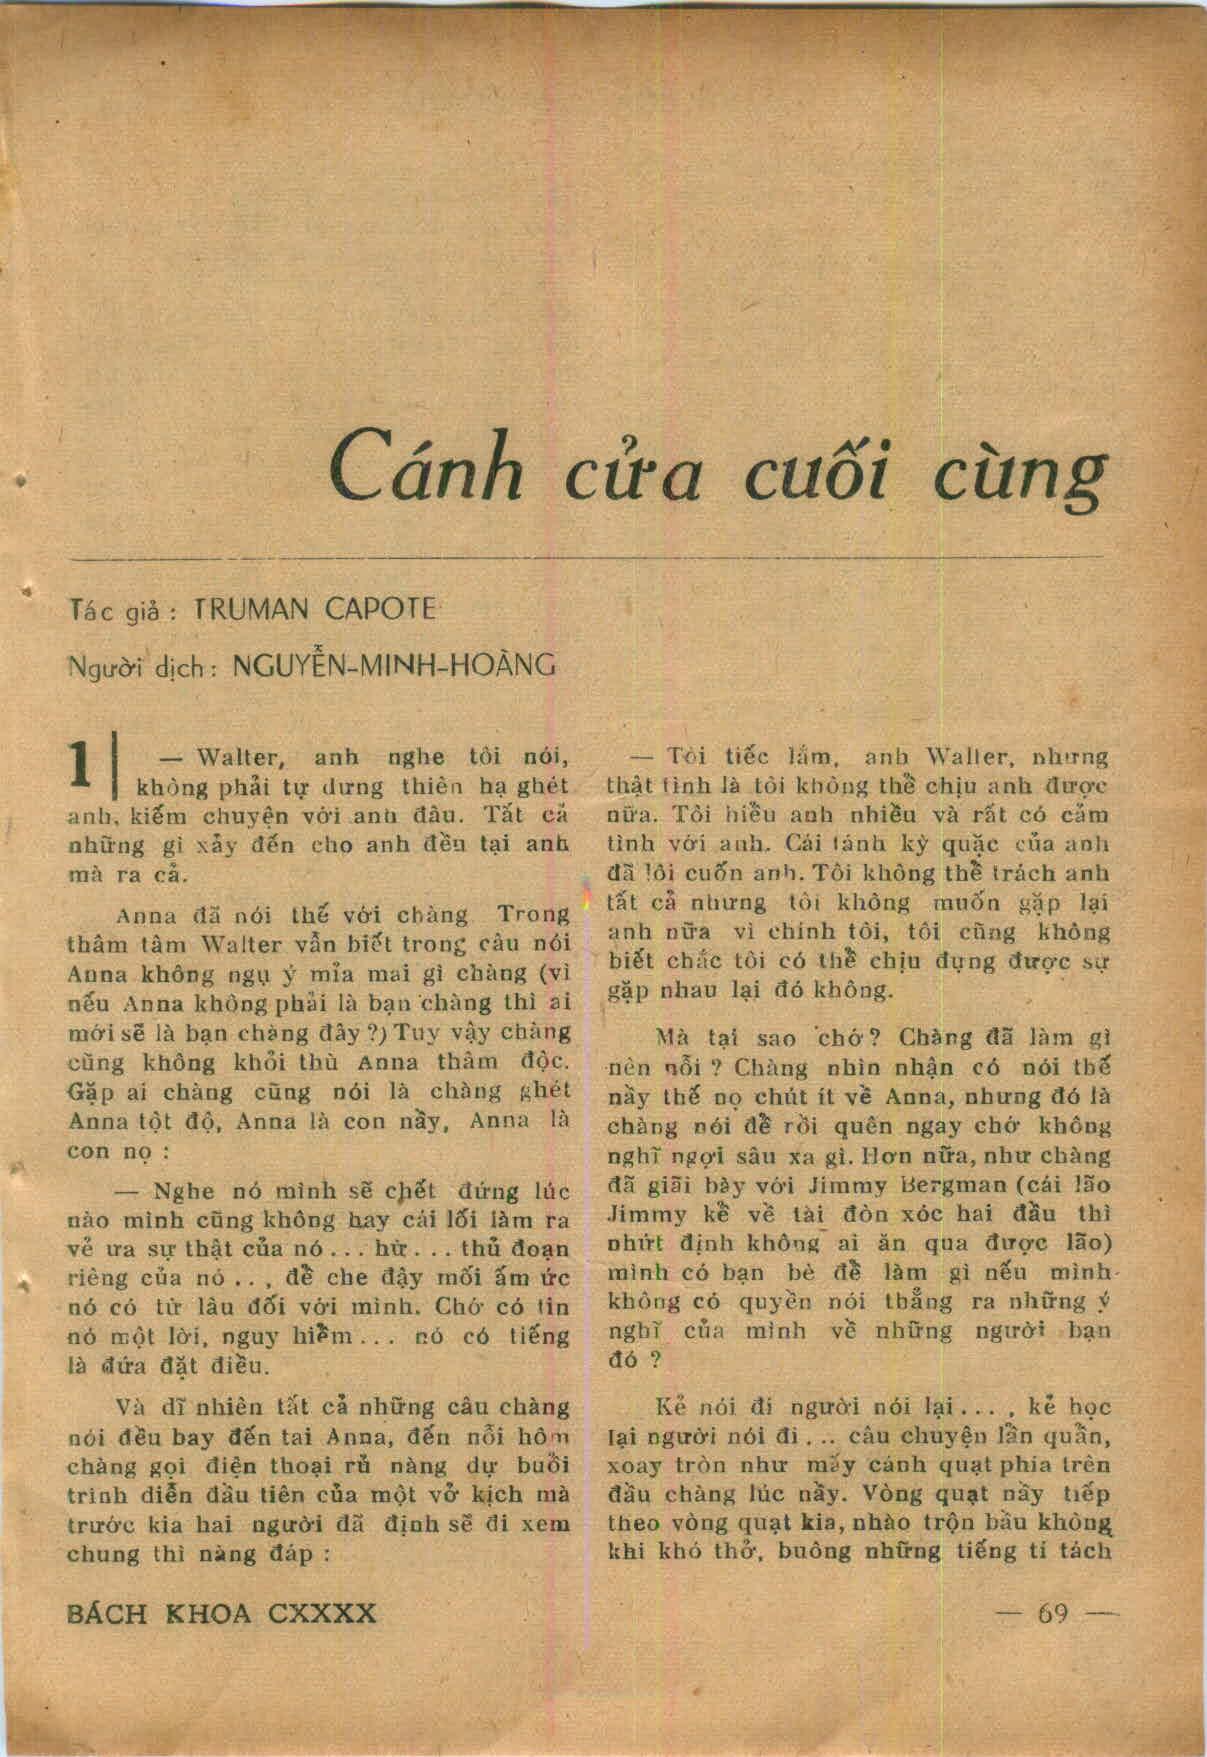 Cánh cửa cuối cùng
Tác giả : TRUMAN CAPOTE
Người dịch : NGUYỄN-MINH-HOÀNG
1
— Walter, anh nghe tôi nói,
không phải tự dưng thiên hạ ghét
anh, kiếm chuyện với anh đâu. Tất cả
những gì xảy đến cho anh đều tại anh
mà ra cả.
Anna đã nói thế với chàng Trong
thâm tâm Walter vẫn biết trong câu nói
Anna không ngụ ý mỉa mai gì chàng (vì
nếu Anna không phải là bạn chàng thì ai
mới sẽ là bạn chàng đây ?) Tuy vậy chàng
cũng không khỏi thù Anna thâm độc.
Gặp ai chàng cũng nói là chàng ghét
Anna tột độ, Anna là con nầy, Anna là
con nọ :
— Nghe nó mình sẽ chết đứng lúc
nào mình cũng không hay cái lối làm ra
vẻ ưa sự thật của nó ... hừ ... thủ đoạn
riêng của nó .. , để che đậy mối ấm ức
nó có từ lâu đối với mình. Chớ có tin
nó một lời, nguy hiểm ... nó có tiếng
là đứa đặt điều.
Và dĩ nhiên tất cả những câu chàng
nói đều bay đến tai Anna, đến nỗi hôm
chàng gọi điện thoại rủ nàng dự buổi
trình diễn đầu tiên của một vở kịch mà
trước kia hai người đã định sẽ đi xem
chung thì nàng đáp :
— Tôi tiếc lắm, anh Walter, nhưng
thật tình là tôi không thể chịu anh được
nữa. Tôi hiểu anh nhiều và rất có cảm
tình với anh. Cái tánh kỳ quặc của anh
đã lôi cuốn anh. Tôi không thể trách anh
tất cả nhưng tôi không muốn gặp lại
anh nữa vì chính tôi, tôi cũng không
biết chắc tôi có thể chịu đụng được sự
gặp nhau lại đó không.
Mà tại sao chớ ? Chàng đã làm gì
nên nỗi ? Chàng nhìn nhận có nói thế
nầy thế nọ chút ít về Anna, nhưng đó là
chàng nói để rồi quên ngay chớ không
nghĩ ngợi sâu xa gì. Hơn nữa, như chàng
đã giãi bày với Jimmy Bergman (cái lão
Jimmy kể về tài đòn xóc hai đầu thì
nhứt định không ai ăn qua được lão)
mình có bạn bè để làm gì nếu mình
không có quyền nói thẳng ra những ý
nghĩ của mình về những người bạn
đó ?
Kẻ nói đi người nói lại ... , kẻ học
lại người nói đi ... câu chuyện lẩn quẩn,
xoay tròn như mấy cánh quạt phía trên
đầu chàng lúc nầy. Vòng quạt nầy tiếp
theo vòng quạt kia, nhào trộn bầu không
khi khó thở, buông những tiếng tí tách
BÁCH KHOA CXXXX
— 69 —